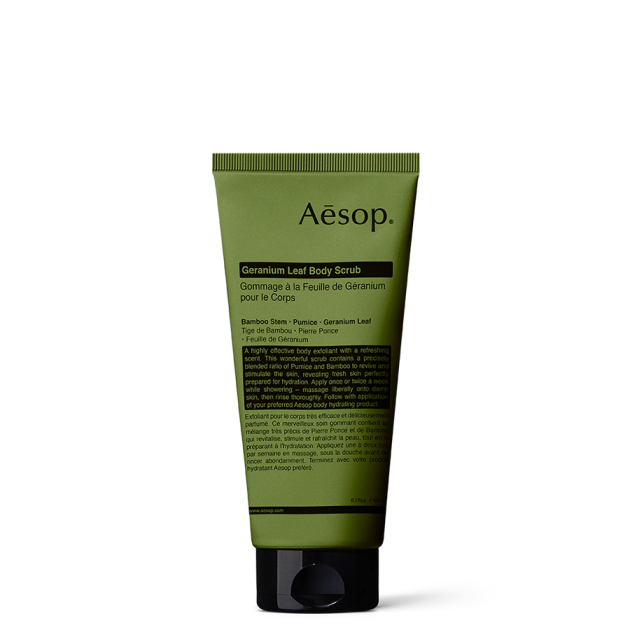 Aēsop®
Geranium Leaf Body Scrub
Gommage à la Feuille de Géranium
pour le Corps
Bamboo Stem · Pumice · Geranium Leaf
Tige de Bambou · Pierre Ponce
· Feuille de Géranium
A highly effective body exfoliant with a refreshing
scent. This wonderful scrub contains a precisely
blended ratio of Pumice and Bamboo to revive and
stimulate the skin, revealing fresh skin perfectly
prepared for hydration. Apply once or twice a week
while showering – massage liberally onto damp
skin, then rinse thoroughly. Follow with application
of your preferred Aesop body hydrating product.
Exfoliant pour le corps très efficace et délicieusement
parfumé. Ce merveilleux soin gommant contient un
mélange très précis de Pierre Ponce et de Bambou
qui revitalise, stimule et rafraîchit la peau, tout en la
préparant à l'hydratation. Appliquez une à deux fois
par semaine en massage, sous la douche avant de
rincer abondamment. Terminez avec votre produit
hydratant Aesop préféré.
www.aesop.com